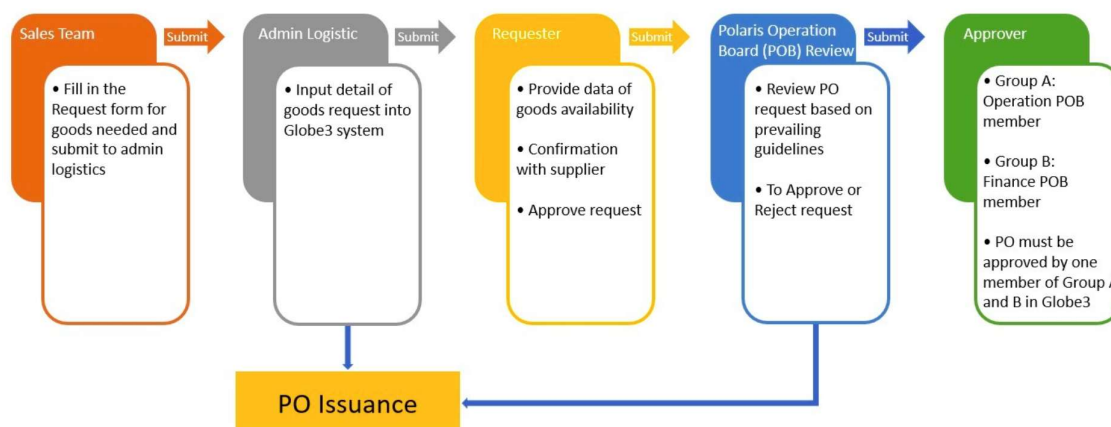 Sales Team
Submit
Admin Logistic
Submit
Requester
Submit
Polaris Operation
Board (POB) Review
Submit
Approver
• Fill in the
Request form for
goods needed and
submit to admin
logistics
• Input detail of
goods request into
Globe3 system
• Provide data of
goods availability
• Confirmation
with supplier
• Approve request
• Review PO
request based on
prevailing
guidelines
• To Approve or
Reject request
• Group A:
Operation POB
member
• Group B:
Finance POB
member
• PO must be
approved by one
member of Group A
and B in Globe3
PO Issuance